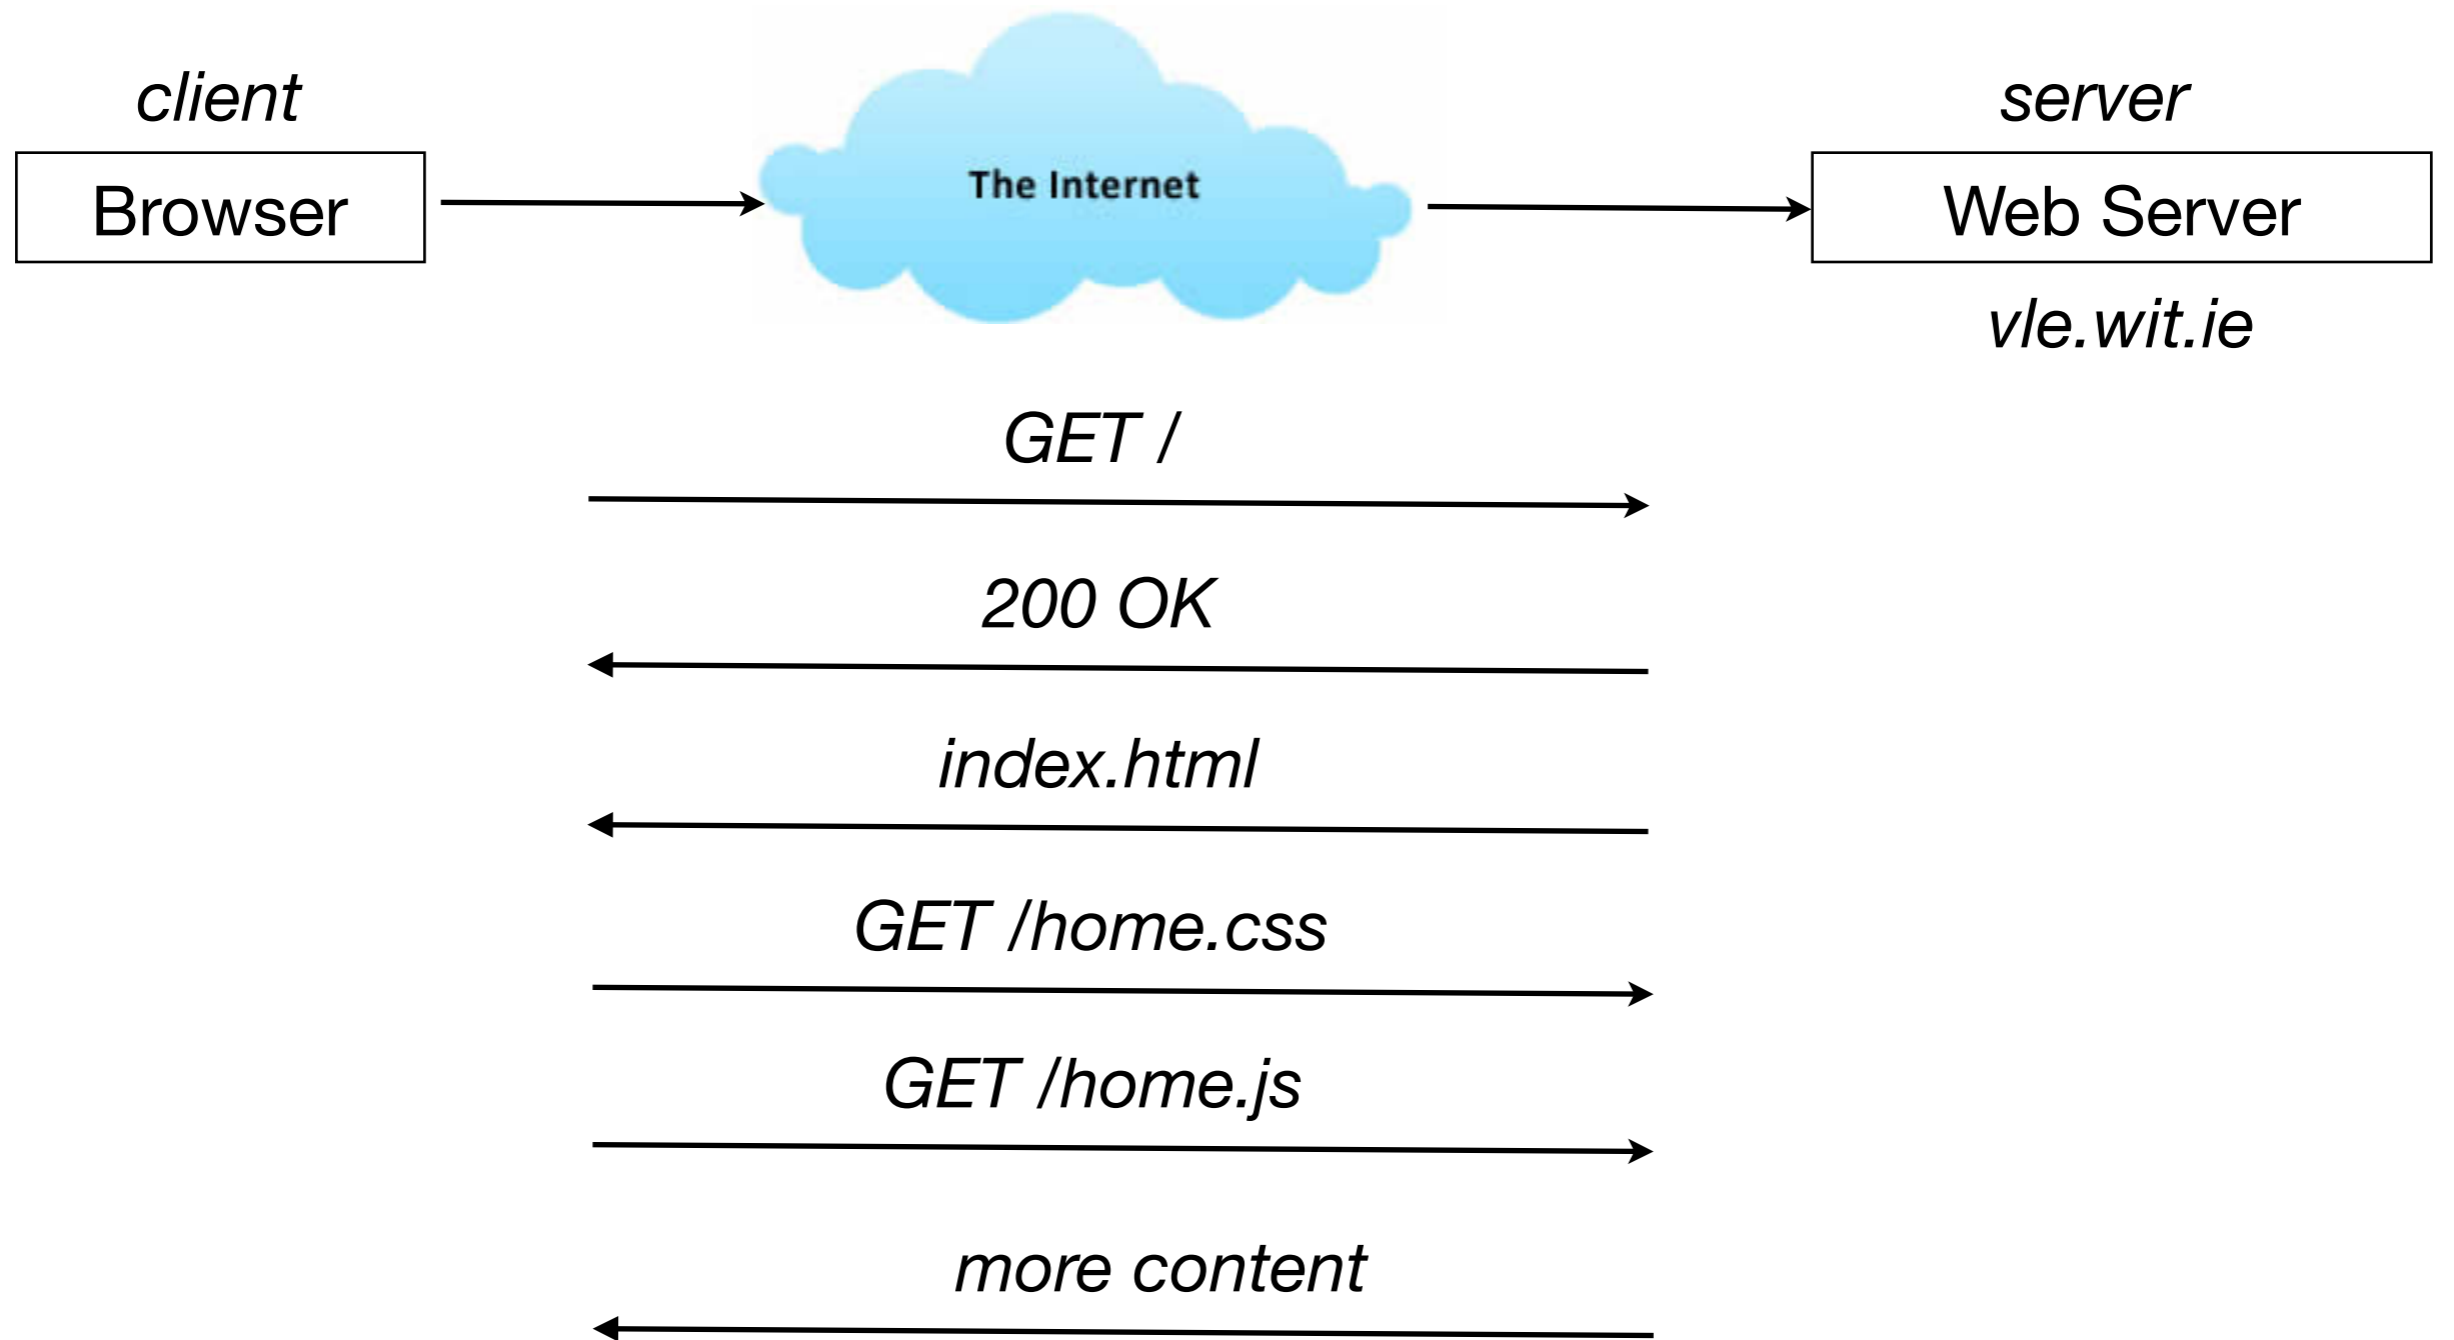 client
server
Browser
The Internet
Web Server
vle.wit.ie
GET /
200 OK
index.html
GET /home.css
GET /home.js
more content